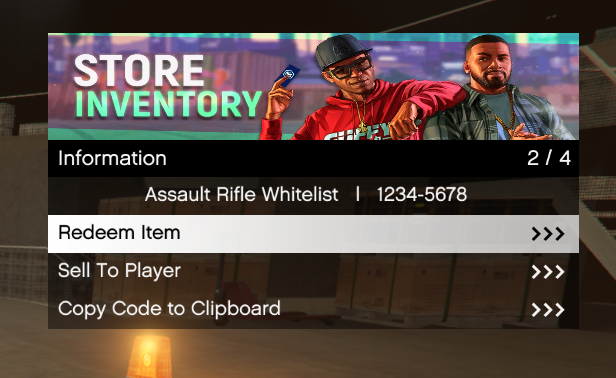 STORE
INVENTORY
Information 2 / 4
Assault Rifle Whitelist | 1234-5678
Redeem Item >>>
Sell To Player >>>
Copy Code to Clipboard >>>